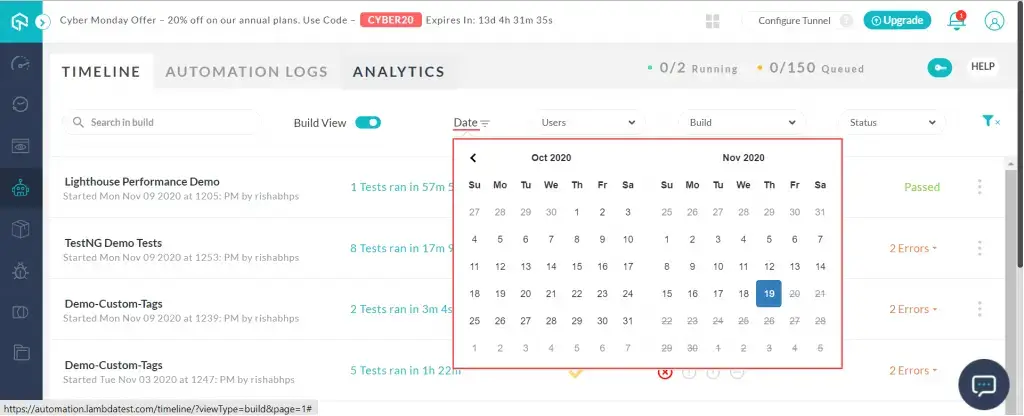 Cyber Monday Offer – 20% off on our annual plans. Use Code – CYBER20 Expires In: 13d 4h 31m 35s
Configure Tunnel ? Upgrade 1
TIMELINE AUTOMATION LOGS ANALYTICS 0/2 Running 0/150 Queued HELP
Search in build Build View Date Users Build Status
Oct 2020 Nov 2020
Su Mo Tu We Th Fr Sa Su Mo Tu We Th Fr Sa
27 28 29 30 1 2 3 25 26 27 28 29 30 31
4 5 6 7 8 9 10 1 2 3 4 5 6 7
11 12 13 14 15 16 17 8 9 10 11 12 13 14
18 19 20 21 22 23 24 15 16 17 18 19 20 21
25 26 27 28 29 30 31 22 23 24 25 26 27 28
1 2 3 4 5 6 7 29 30 1 2 3 4 5
Lighthouse Performance Demo
Started Mon Nov 09 2020 at 1205: PM by rishabhps
1 Tests ran in 57m
Passed
TestNG Demo Tests
Started Mon Nov 09 2020 at 1253: PM by rishabhps
8 Tests ran in 17m
2 Errors
Demo-Custom-Tags
Started Mon Nov 09 2020 at 1239: PM by rishabhps
2 Tests ran in 3m 4s
2 Errors
Demo-Custom-Tags
Started Tue Nov 03 2020 at 1247: PM by rishabhps
5 Tests ran in 1h 22m
2 Errors
https://automation.lambdatest.com/timeline/?viewType=build&page=1#